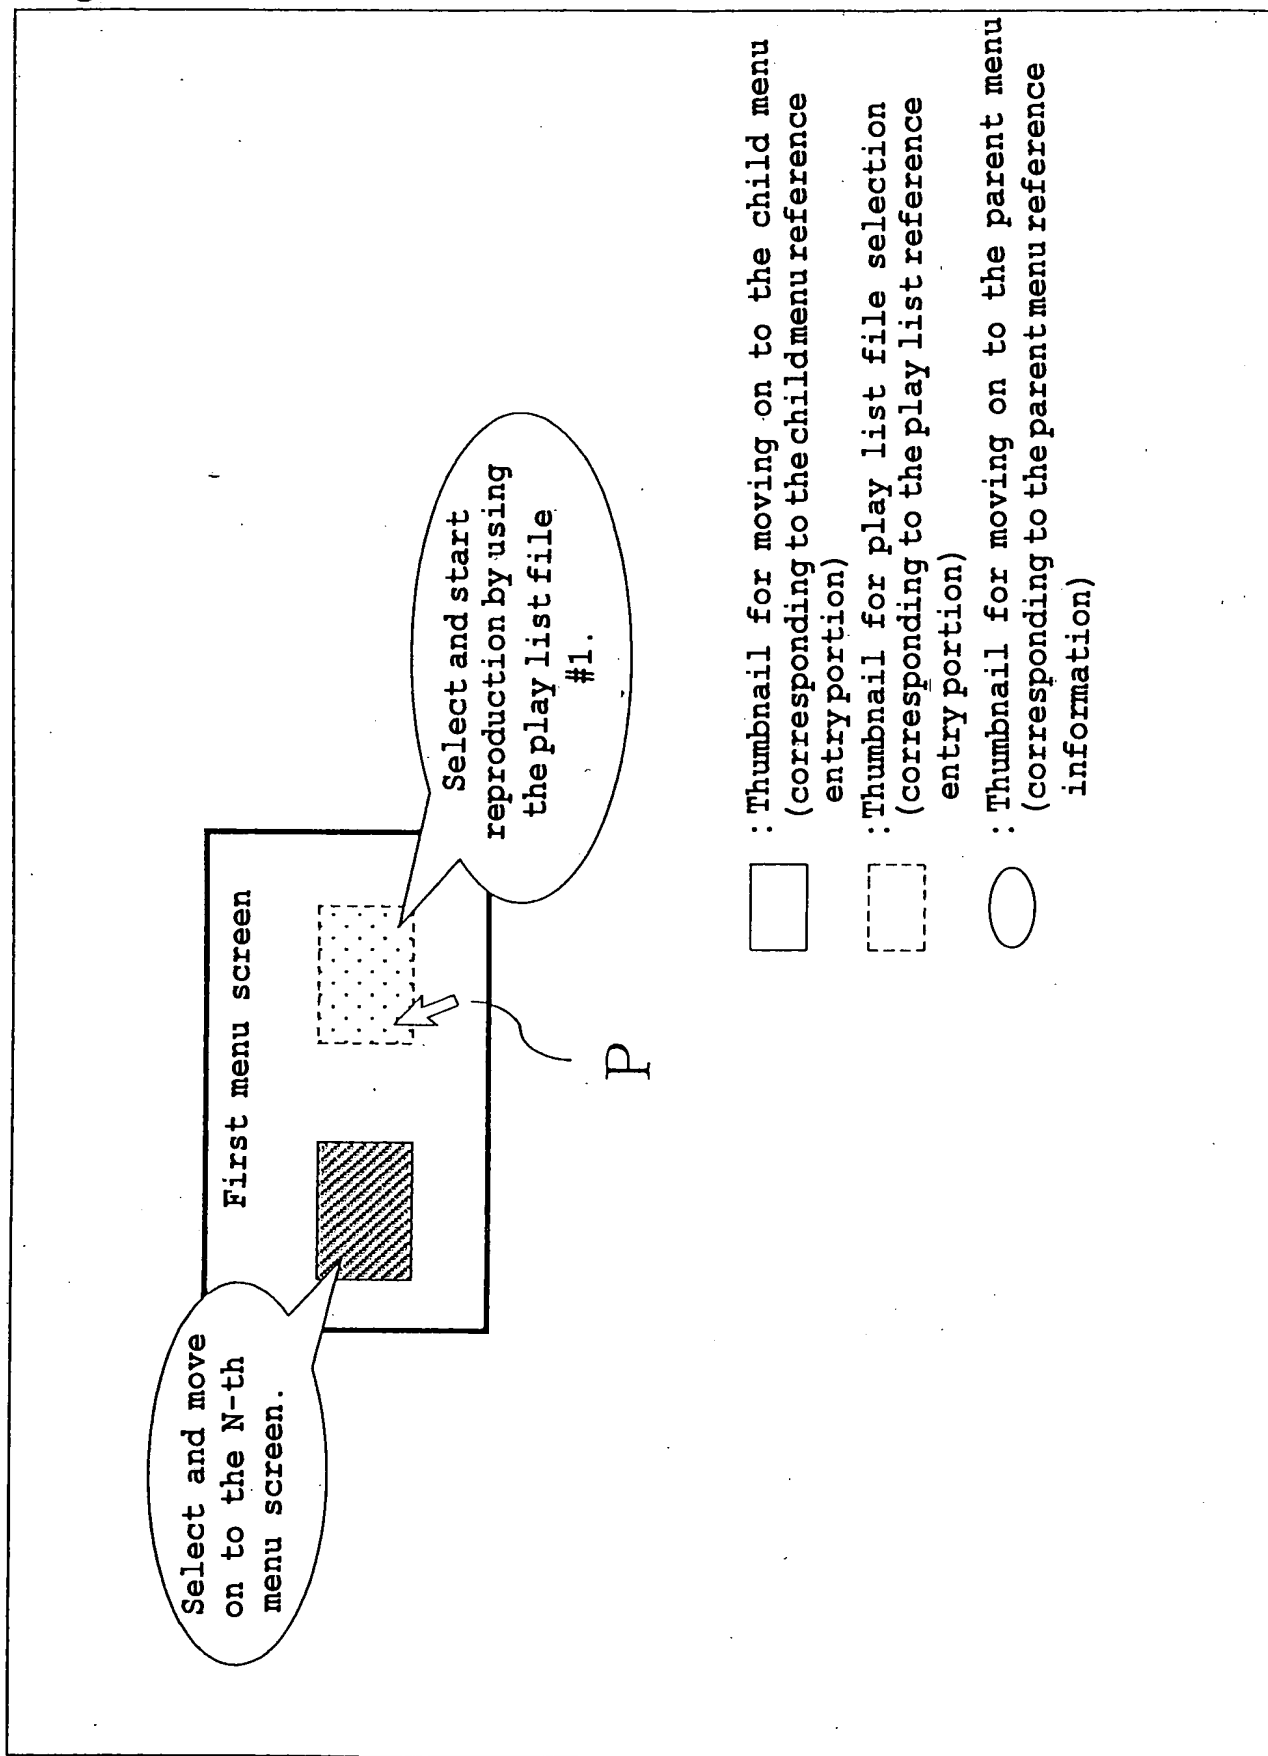 Select and move
on to the N-th
menu screen.
First menu screen
Select and start
reproduction by using
the play list file
#1.
P
: Thumbnail for moving on to the child menu
(corresponding to the child menu reference
entry portion)
: Thumbnail for play list file selection
(corresponding to the play list reference
entry portion)
: Thumbnail for moving on to the parent menu
(corresponding to the parent menu reference
information)